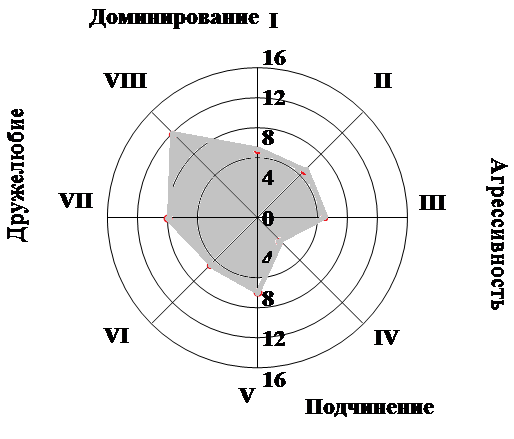 Доминирование I
16
VIII
II
12
8
4
Дружелюбие
VII
III
0
Агрессивность
4
8
VI
IV
12
16
V
Подчинение